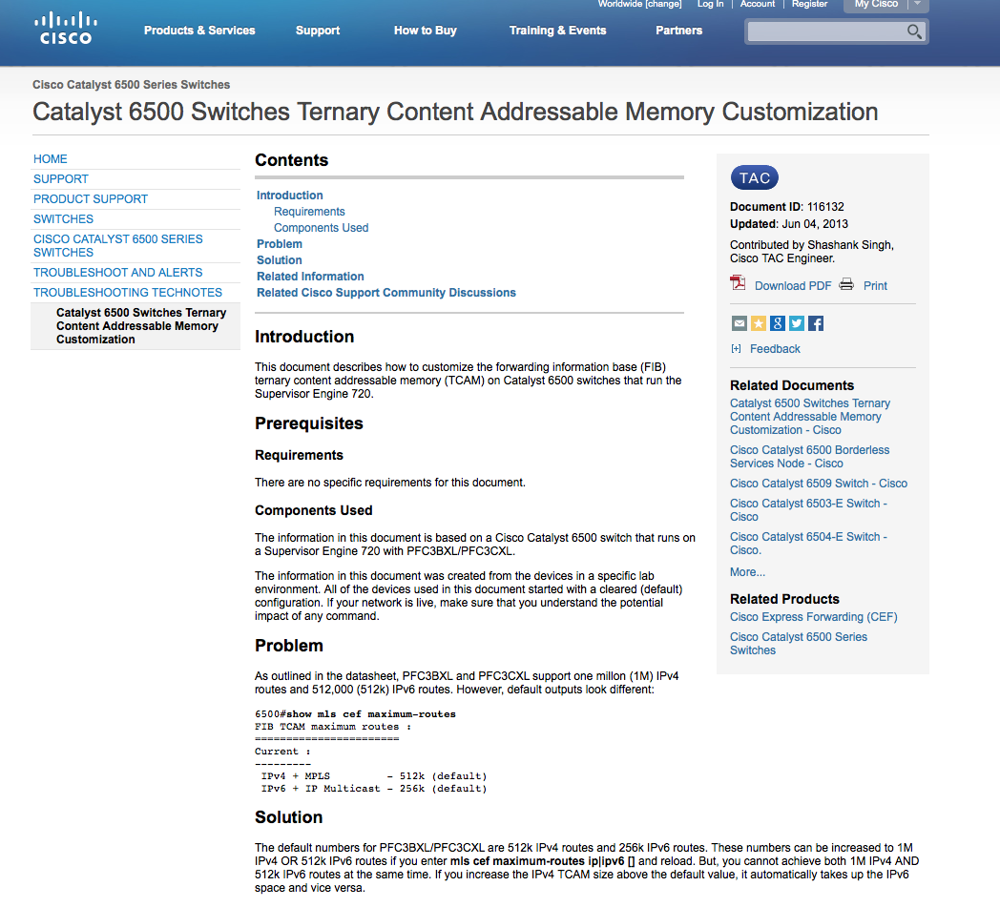 Worldwide [change] Log In Account Register My Cisco
CISCO
Products & Services Support How to Buy Training & Events Partners
Cisco Catalyst 6500 Series Switches
Catalyst 6500 Switches Ternary Content Addressable Memory Customization
HOME
SUPPORT
PRODUCT SUPPORT
SWITCHES
CISCO CATALYST 6500 SERIES
SWITCHES
TROUBLESHOOT AND ALERTS
TROUBLESHOOTING TECHNOTES
Catalyst 6500 Switches Ternary
Content Addressable Memory
Customization
Contents
Introduction
Requirements
Components Used
Problem
Solution
Related Information
Related Cisco Support Community Discussions
Introduction
This document describes how to customize the forwarding information base (FIB)
ternary content addressable memory (TCAM) on Catalyst 6500 switches that run the
Supervisor Engine 720.
Prerequisites
Requirements
There are no specific requirements for this document.
Components Used
The information in this document is based on a Cisco Catalyst 6500 switch that runs on
a Supervisor Engine 720 with PFC3BXL/PFC3CXL.
The information in this document was created from the devices in a specific lab
environment. All of the devices used in this document started with a cleared (default)
configuration. If your network is live, make sure that you understand the potential
impact of any command.
Problem
As outlined in the datasheet, PFC3BXL and PFC3CXL support one millon (1M) IPv4
routes and 512,000 (512k) IPv6 routes. However, default outputs look different:
6500#show mls cef maximum-routes
FIB TCAM maximum routes :
=======================
Current :
---------
IPv4 + MPLS - 512k (default)
IPv6 + IP Multicast - 256k (default)
Solution
The default numbers for PFC3BXL/PFC3CXL are 512k IPv4 routes and 256k IPv6 routes. These numbers can be increased to 1M
IPv4 OR 512k IPv6 routes if you enter mls cef maximum-routes ip|ipv6 [] and reload. But, you cannot achieve both 1M IPv4 AND
512k IPv6 routes at the same time. If you increase the IPv4 TCAM size above the default value, it automatically takes up the IPv6
space and vice versa.
TAC
Document ID: 116132
Updated: Jun 04, 2013
Contributed by Shashank Singh,
Cisco TAC Engineer.
Download PDF Print
[+] Feedback
Related Documents
Catalyst 6500 Switches Ternary
Content Addressable Memory
Customization - Cisco
Cisco Catalyst 6500 Borderless
Services Node - Cisco
Cisco Catalyst 6509 Switch - Cisco
Cisco Catalyst 6503-E Switch -
Cisco
Cisco Catalyst 6504-E Switch -
Cisco.
More...
Related Products
Cisco Express Forwarding (CEF)
Cisco Catalyst 6500 Series
Switches